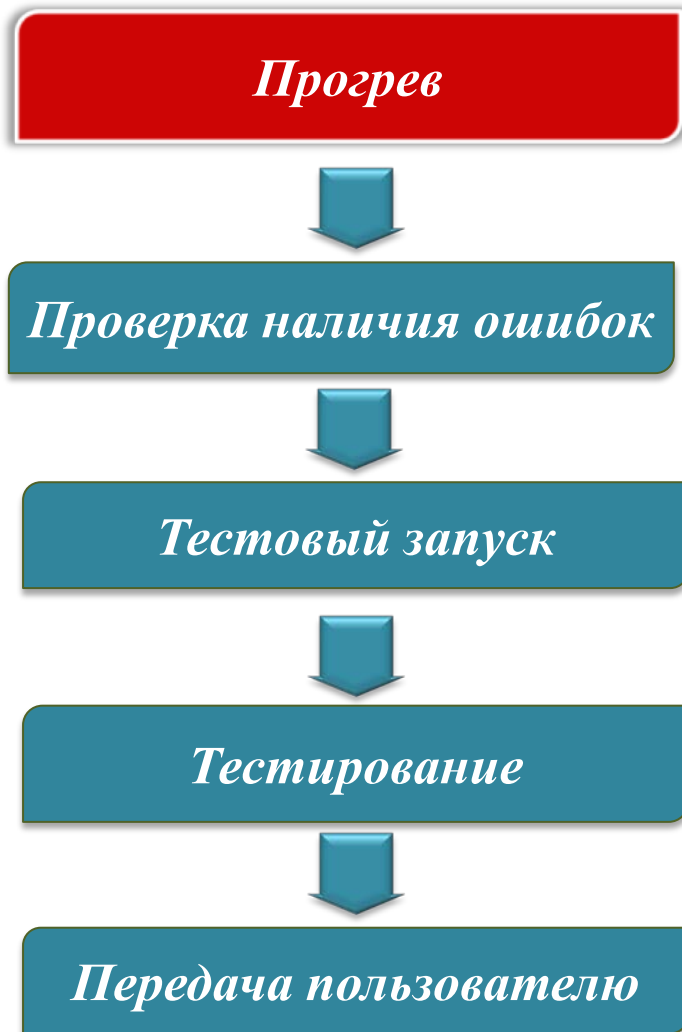 Прогрев
Проверка наличия ошибок
Тестовый запуск
Тестирование
Передача пользователю